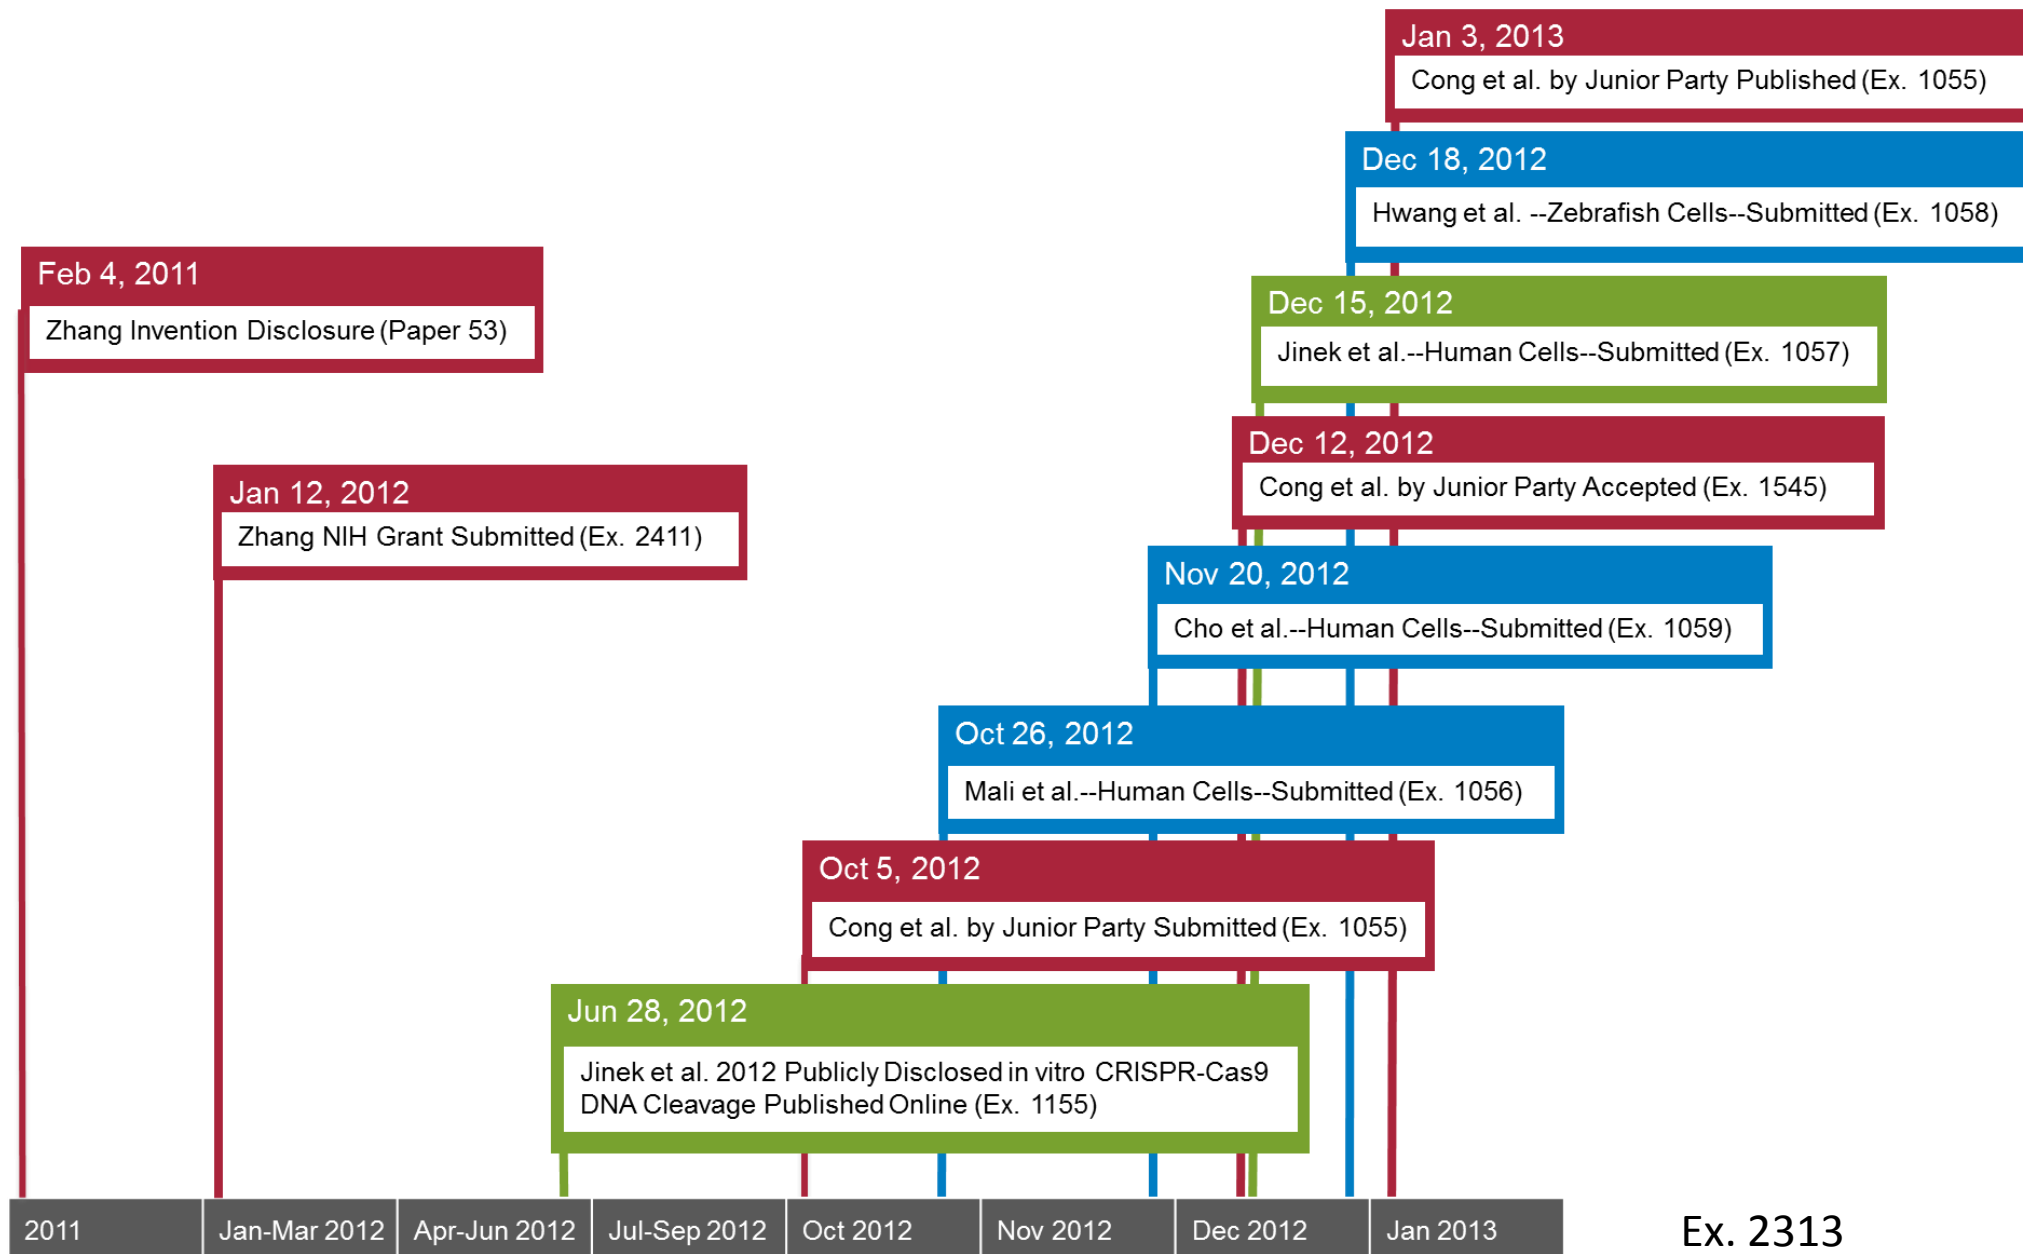 Jan 3, 2013
Cong et al. by Junior Party Published (Ex. 1055)
Dec 18, 2012
Hwang et al. --Zebrafish Cells--Submitted (Ex. 1058)
Feb 4, 2011
Zhang Invention Disclosure (Paper 53)
Dec 15, 2012
Jinek et al.--Human Cells--Submitted (Ex. 1057)
Dec 12, 2012
Cong et al. by Junior Party Accepted (Ex. 1545)
Jan 12, 2012
Zhang NIH Grant Submitted (Ex. 2411)
Nov 20, 2012
Cho et al.--Human Cells--Submitted (Ex. 1059)
Oct 26, 2012
Mali et al.--Human Cells--Submitted (Ex. 1056)
Oct 5, 2012
Cong et al. by Junior Party Submitted (Ex. 1055)
Jun 28, 2012
Jinek et al. 2012 Publicly Disclosed in vitro CRISPR-Cas9
DNA Cleavage Published Online (Ex. 1155)
2011 Jan-Mar 2012 Apr-Jun 2012 Jul-Sep 2012 Oct 2012 Nov 2012 Dec 2012 Jan 2013
Ex. 2313